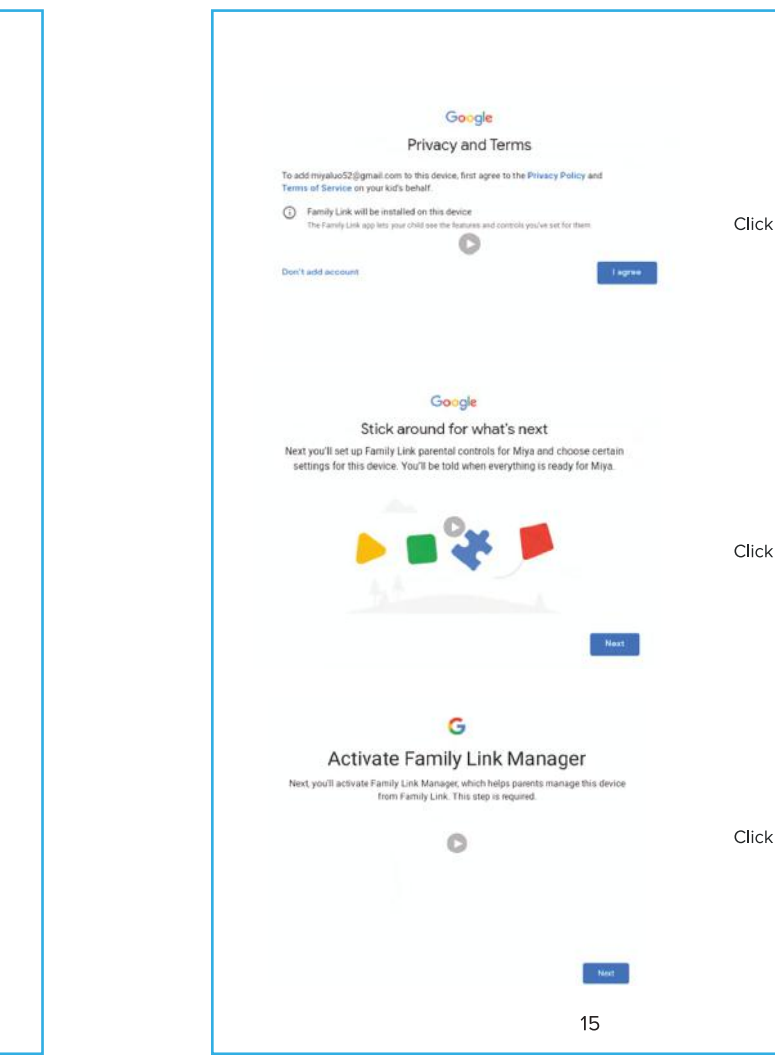 Google
Privacy and Terms
To add miyaluo52@gmail.com to this device, first agree to the Privacy Policy and
Terms of Service on your kid's behalf.
Family Link will be installed on this device
The Family Link app lets your child see the features and controls you've set for them
Click
Don't add account
I agree
Google
Stick around for what's next
Next you'll set up Family Link parental controls for Miya and choose certain
settings for this device. You'll be told when everything is ready for Miya.
Click
Next
G
Activate Family Link Manager
Next, you'll activate Family Link Manager, which helps parents manage this device
from Family Link. This step is required.
Click
Next
15